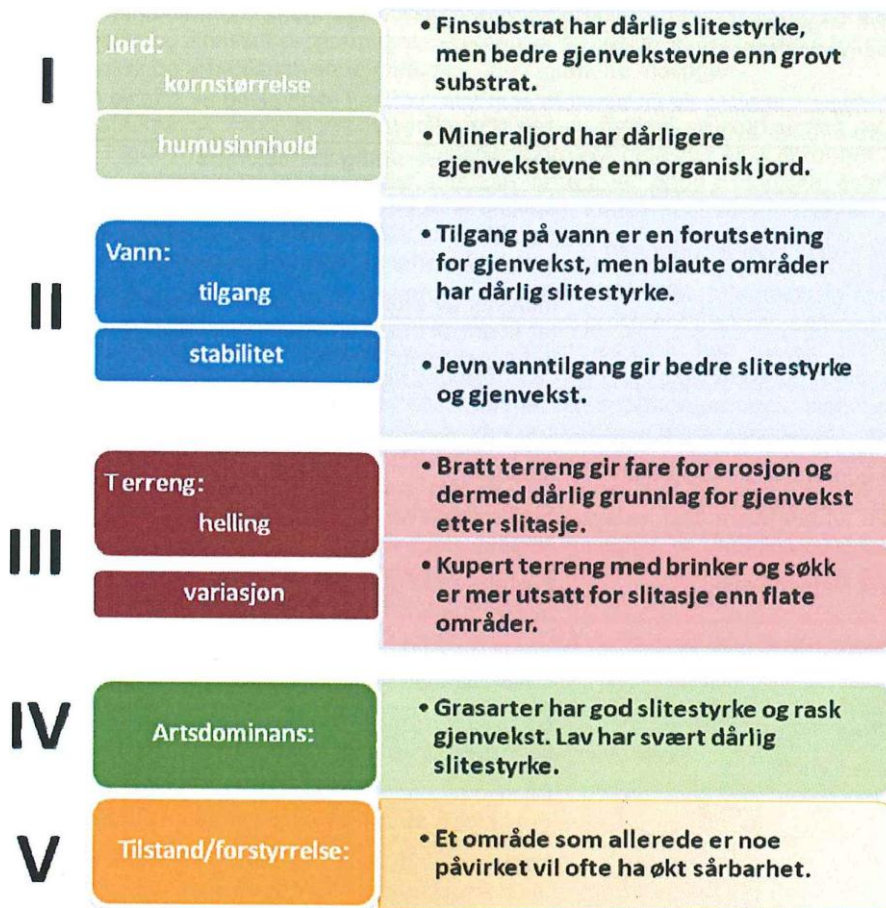 I
Jord:
kornstørrelse
• Finsubstrat har dårlig slitestyrke,
men bedre gjenvekstevne enn grovt
substrat.
humusinnhold
• Mineraljord har dårligere
gjenvekstevne enn organisk jord.
II
Vann:
tilgang
• Tilgang på vann er en forutsetning
for gjenvekst, men blaute områder
har dårlig slitestyrke.
stabilitet
• Jevn vanntilgang gir bedre slitestyrke
og gjenvekst.
III
Terreng:
helling
• Bratt terreng gir fare for erosjon og
dermed dårlig grunnlag for gjenvekst
etter slitasje.
variasjon
• Kupert terreng med brinker og søkk
er mer utsatt for slitasje enn flate
områder.
IV
Artsdominans:
• Grasarter har god slitestyrke og rask
gjenvekst. Lav har svært dårlig
slitestyrke.
V
Tilstand/forstyrrelse:
• Et område som allerede er noe
påvirket vil ofte ha økt sårbarhet.